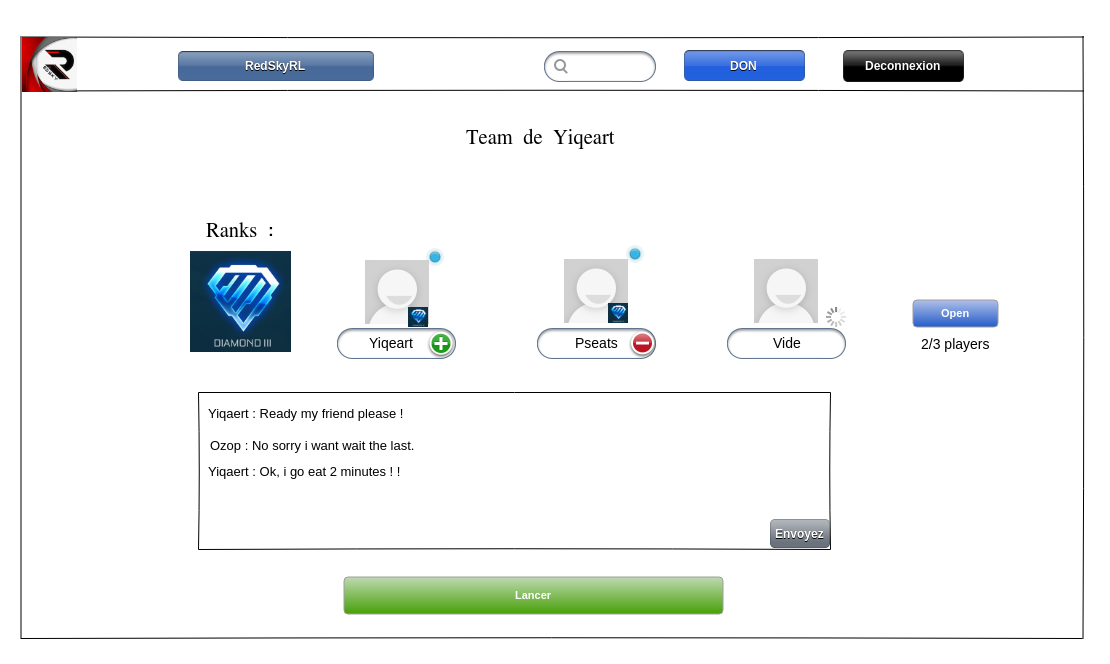 RedSkyRL
DON
Deconnexion
Team de Yiqeart
Ranks :
DIAMOND III
Yiqeart
Pseats
Vide
Open
2/3 players
Yiqaert : Ready my friend please !
Ozop : No sorry i want wait the last.
Yiqaert : Ok, i go eat 2 minutes ! !
Envoyez
Lancer